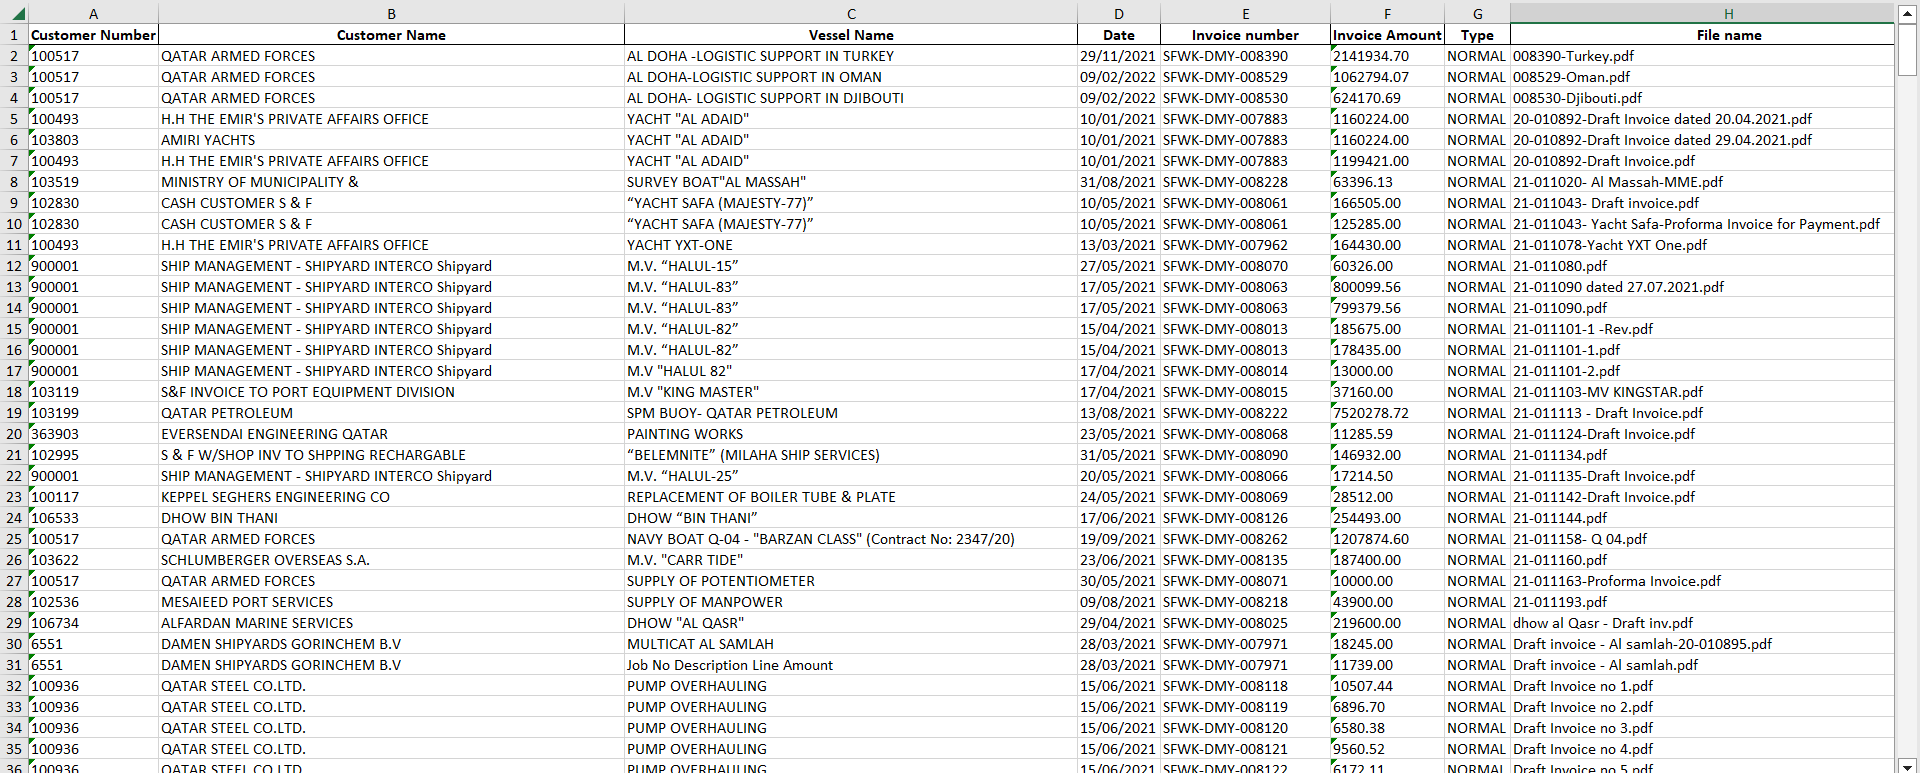 A B C D E F G H
1 Customer Number Customer Name Vessel Name Date Invoice number Invoice Amount Type File name
2 100517 QATAR ARMED FORCES AL DOHA -LOGISTIC SUPPORT IN TURKEY 29/11/2021 SFWK-DMY-008390 2141934.70 NORMAL 008390-Turkey.pdf
3 100517 QATAR ARMED FORCES AL DOHA-LOGISTIC SUPPORT IN OMAN 09/02/2022 SFWK-DMY-008529 1062794.07 NORMAL 008529-Oman.pdf
4 100517 QATAR ARMED FORCES AL DOHA- LOGISTIC SUPPORT IN DJIBOUTI 09/02/2022 SFWK-DMY-008530 624170.69 NORMAL 008530-Djibouti.pdf
5 100493 H.H THE EMIR'S PRIVATE AFFAIRS OFFICE YACHT "AL ADAID" 10/01/2021 SFWK-DMY-007883 1160224.00 NORMAL 20-010892-Draft Invoice dated 20.04.2021.pdf
6 103803 AMIRI YACHTS YACHT "AL ADAID" 10/01/2021 SFWK-DMY-007883 1160224.00 NORMAL 20-010892-Draft Invoice dated 29.04.2021.pdf
7 100493 H.H THE EMIR'S PRIVATE AFFAIRS OFFICE YACHT "AL ADAID" 10/01/2021 SFWK-DMY-007883 1199421.00 NORMAL 20-010892-Draft Invoice.pdf
8 103519 MINISTRY OF MUNICIPALITY & SURVEY BOAT"AL MASSAH" 31/08/2021 SFWK-DMY-008228 63396.13 NORMAL 21-011020- Al Massah-MME.pdf
9 102830 CASH CUSTOMER S & F “YACHT SAFA (MAJESTY-77)” 10/05/2021 SFWK-DMY-008061 166505.00 NORMAL 21-011043- Draft invoice.pdf
10 102830 CASH CUSTOMER S & F “YACHT SAFA (MAJESTY-77)” 10/05/2021 SFWK-DMY-008061 125285.00 NORMAL 21-011043- Yacht Safa-Proforma Invoice for Payment.pdf
11 100493 H.H THE EMIR'S PRIVATE AFFAIRS OFFICE YACHT YXT-ONE 13/03/2021 SFWK-DMY-007962 164430.00 NORMAL 21-011078-Yacht YXT One.pdf
12 900001 SHIP MANAGEMENT - SHIPYARD INTERCO Shipyard M.V. “HALUL-15” 27/05/2021 SFWK-DMY-008070 60326.00 NORMAL 21-011080.pdf
13 900001 SHIP MANAGEMENT - SHIPYARD INTERCO Shipyard M.V. “HALUL-83” 17/05/2021 SFWK-DMY-008063 800099.56 NORMAL 21-011090 dated 27.07.2021.pdf
14 900001 SHIP MANAGEMENT - SHIPYARD INTERCO Shipyard M.V. “HALUL-83” 17/05/2021 SFWK-DMY-008063 799379.56 NORMAL 21-011090.pdf
15 900001 SHIP MANAGEMENT - SHIPYARD INTERCO Shipyard M.V. “HALUL-82” 15/04/2021 SFWK-DMY-008013 185675.00 NORMAL 21-011101-1 -Rev.pdf
16 900001 SHIP MANAGEMENT - SHIPYARD INTERCO Shipyard M.V. “HALUL-82” 15/04/2021 SFWK-DMY-008013 178435.00 NORMAL 21-011101-1.pdf
17 900001 SHIP MANAGEMENT - SHIPYARD INTERCO Shipyard M.V "HALUL 82" 17/04/2021 SFWK-DMY-008014 13000.00 NORMAL 21-011101-2.pdf
18 103119 S&F INVOICE TO PORT EQUIPMENT DIVISION M.V "KING MASTER" 17/04/2021 SFWK-DMY-008015 37160.00 NORMAL 21-011103-MV KINGSTAR.pdf
19 103199 QATAR PETROLEUM SPM BUOY- QATAR PETROLEUM 13/08/2021 SFWK-DMY-008222 7520278.72 NORMAL 21-011113 - Draft Invoice.pdf
20 363903 EVERSENDAI ENGINEERING QATAR PAINTING WORKS 23/05/2021 SFWK-DMY-008068 11285.59 NORMAL 21-011124-Draft Invoice.pdf
21 102995 S & F W/SHOP INV TO SHPPING RECHARGABLE “BELEMNITE” (MILAHA SHIP SERVICES) 31/05/2021 SFWK-DMY-008090 146932.00 NORMAL 21-011134.pdf
22 900001 SHIP MANAGEMENT - SHIPYARD INTERCO Shipyard M.V. “HALUL-25” 20/05/2021 SFWK-DMY-008066 17214.50 NORMAL 21-011135-Draft Invoice.pdf
23 100117 KEPPEL SEGHERS ENGINEERING CO REPLACEMENT OF BOILER TUBE & PLATE 24/05/2021 SFWK-DMY-008069 28512.00 NORMAL 21-011142-Draft Invoice.pdf
24 106533 DHOW BIN THANI DHOW “BIN THANI” 17/06/2021 SFWK-DMY-008126 254493.00 NORMAL 21-011144.pdf
25 100517 QATAR ARMED FORCES NAVY BOAT Q-04 - "BARZAN CLASS" (Contract No: 2347/20) 19/09/2021 SFWK-DMY-008262 1207874.60 NORMAL 21-011158- Q 04.pdf
26 103622 SCHLUMBERGER OVERSEAS S.A. M.V. "CARR TIDE" 23/06/2021 SFWK-DMY-008135 187400.00 NORMAL 21-011160.pdf
27 100517 QATAR ARMED FORCES SUPPLY OF POTENTIOMETER 30/05/2021 SFWK-DMY-008071 10000.00 NORMAL 21-011163-Proforma Invoice.pdf
28 102536 MESAIEED PORT SERVICES SUPPLY OF MANPOWER 09/08/2021 SFWK-DMY-008218 43900.00 NORMAL 21-011193.pdf
29 106734 ALFARDAN MARINE SERVICES DHOW "AL QASR" 29/04/2021 SFWK-DMY-008025 219600.00 NORMAL dhow al Qasr - Draft inv.pdf
30 6551 DAMEN SHIPYARDS GORINCHEM B.V MULTICAT AL SAMLAH 28/03/2021 SFWK-DMY-007971 18245.00 NORMAL Draft invoice - Al samlah-20-010895.pdf
31 6551 DAMEN SHIPYARDS GORINCHEM B.V Job No Description Line Amount 28/03/2021 SFWK-DMY-007971 11739.00 NORMAL Draft invoice - Al samlah.pdf
32 100936 QATAR STEEL CO.LTD. PUMP OVERHAULING 15/06/2021 SFWK-DMY-008118 10507.44 NORMAL Draft Invoice no 1.pdf
33 100936 QATAR STEEL CO.LTD. PUMP OVERHAULING 15/06/2021 SFWK-DMY-008119 6896.70 NORMAL Draft Invoice no 2.pdf
34 100936 QATAR STEEL CO.LTD. PUMP OVERHAULING 15/06/2021 SFWK-DMY-008120 6580.38 NORMAL Draft Invoice no 3.pdf
35 100936 QATAR STEEL CO.LTD. PUMP OVERHAULING 15/06/2021 SFWK-DMY-008121 9560.52 NORMAL Draft Invoice no 4.pdf
36 100936 QATAR STEEL CO.LTD. PUMP OVERHAULING 15/06/2021 SFWK-DMY-008122 6172.11 NORMAL Draft Invoice no 5.pdf